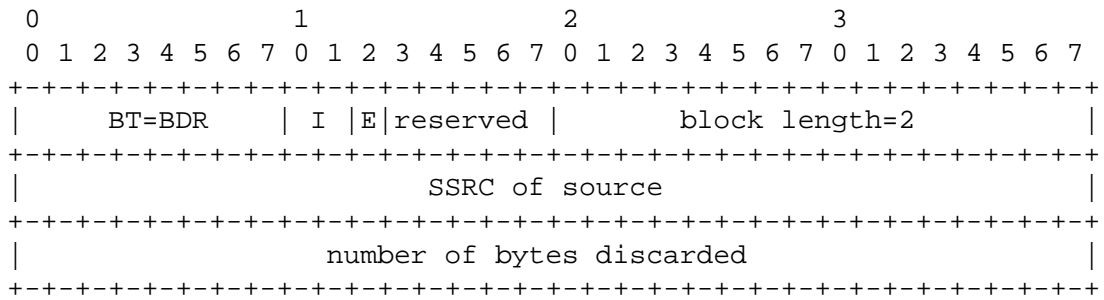 0                   1                   2                   3
 0 1 2 3 4 5 6 7 0 1 2 3 4 5 6 7 0 1 2 3 4 5 6 7 0 1 2 3 4 5 6 7
+-+-+-+-+-+-+-+-+-+-+-+-+-+-+-+-+-+-+-+-+-+-+-+-+-+-+-+-+-+-+-+-+
|     BT=BDR    | I |E|reserved |       block length=2          |
+-+-+-+-+-+-+-+-+-+-+-+-+-+-+-+-+-+-+-+-+-+-+-+-+-+-+-+-+-+-+-+-+
|                        SSRC of source                         |
+-+-+-+-+-+-+-+-+-+-+-+-+-+-+-+-+-+-+-+-+-+-+-+-+-+-+-+-+-+-+-+-+
|                  number of bytes discarded                    |
+-+-+-+-+-+-+-+-+-+-+-+-+-+-+-+-+-+-+-+-+-+-+-+-+-+-+-+-+-+-+-+-+